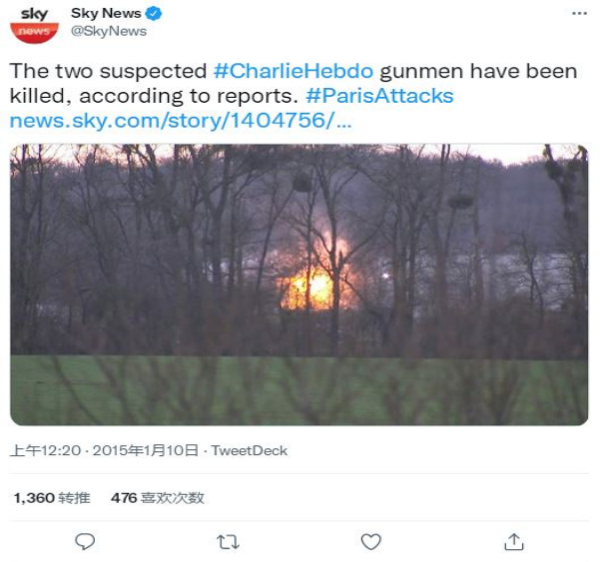 sky
news
Sky News
@SkyNews
The two suspected #CharlieHebdo gunmen have been
killed, according to reports. #ParisAttacks
news.sky.com/story/1404756/...
上午12:20 · 2015年1月10日 · TweetDeck
1,360 转推 476 喜欢次数